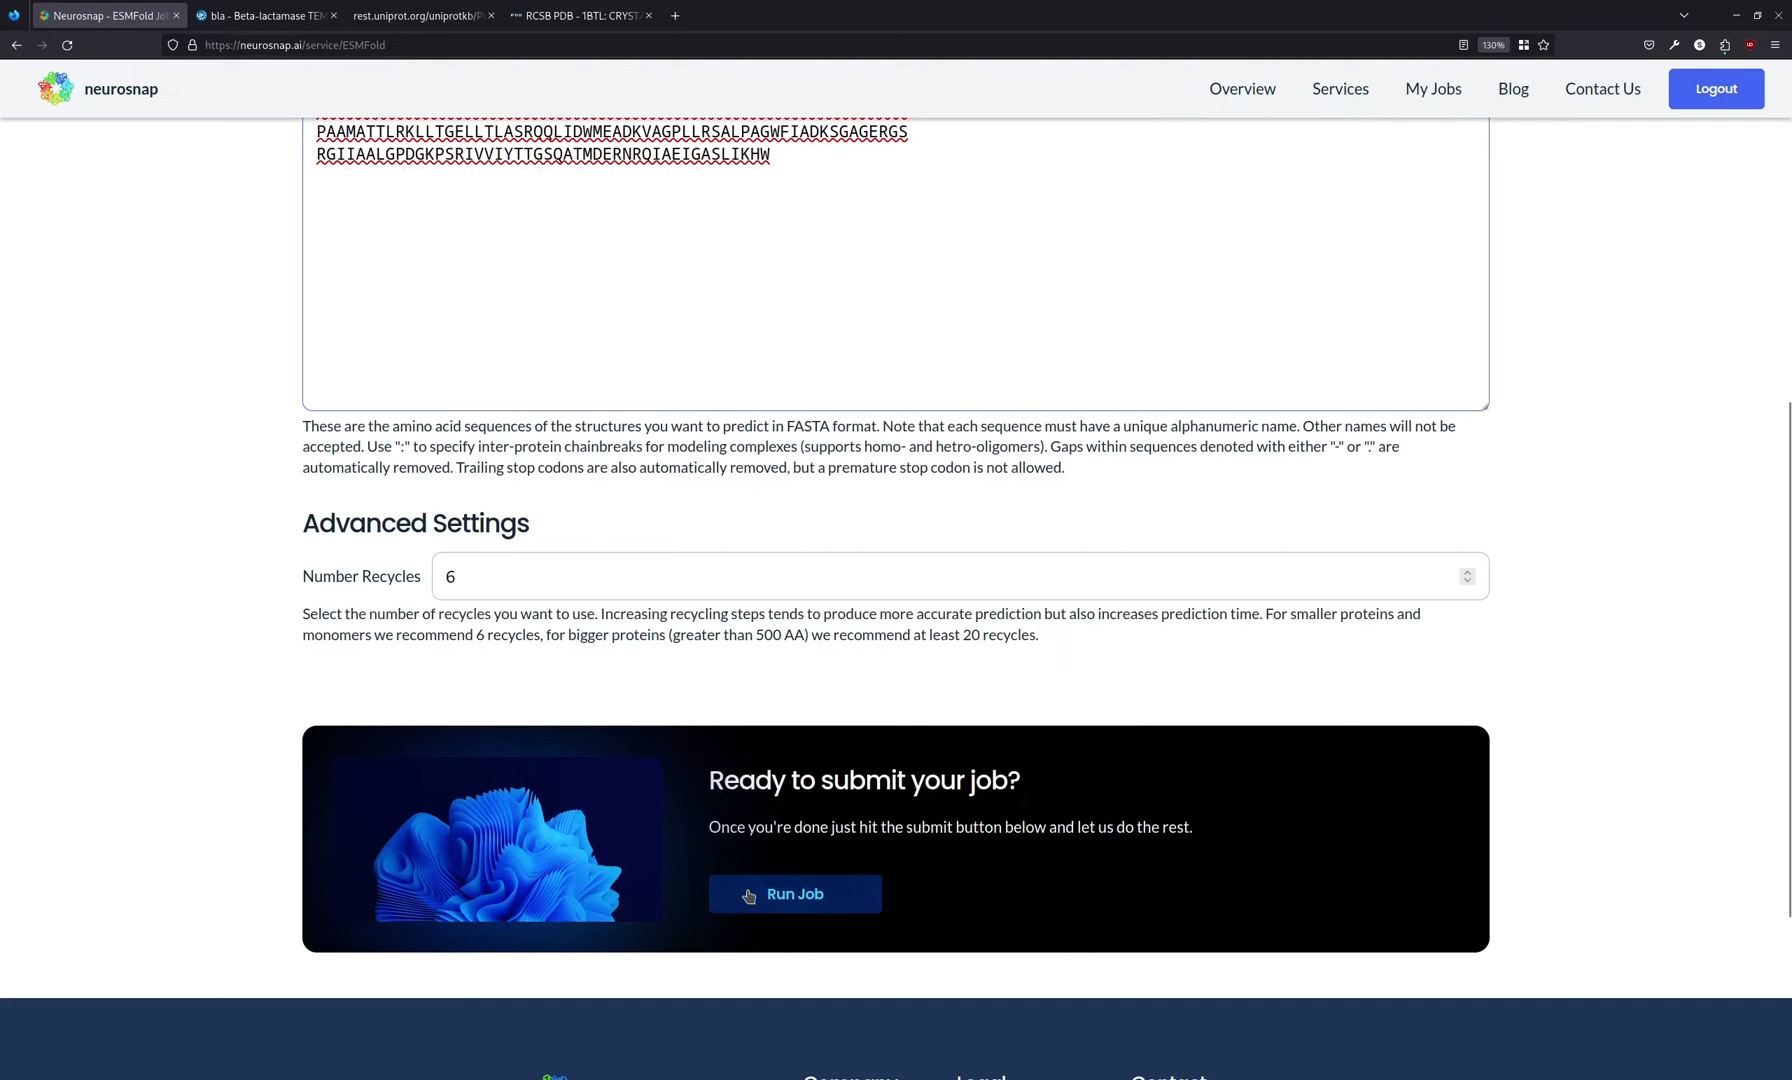 Neurosnap - ESMFold Jo
bla - Beta-lactamase TEM
rest.uniprot.org/uniprotkb/P
RCSB PDB - 1BTL: CRYST
https://neurosnap.ai/service/ESMFold
130%
neurosnap
Overview
Services
My Jobs
Blog
Contact Us
Logout
PAAMATTLRKLLTGELLTLASRQQLIDWMEADKVAGPLLRSALPAGWFIADKSGAGERGS
RGIIAALGPDGKPSRIVVIYTTGSQATMDERNRQIAEIGASLIKHW
These are the amino acid sequences of the structures you want to predict in FASTA format. Note that each sequence must have a unique alphanumeric name. Other names will not be
accepted. Use ":" to specify inter-protein chainbreaks for modeling complexes (supports homo- and hetro-oligomers). Gaps within sequences denoted with either "-" or "." are
automatically removed. Trailing stop codons are also automatically removed, but a premature stop codon is not allowed.
Advanced Settings
Number Recycles
6
Select the number of recycles you want to use. Increasing recycling steps tends to produce more accurate prediction but also increases prediction time. For smaller proteins and
monomers we recommend 6 recycles, for bigger proteins (greater than 500 AA) we recommend at least 20 recycles.
Ready to submit your job?
Once you're done just hit the submit button below and let us do the rest.
Run Job
Company
Legal
Contact